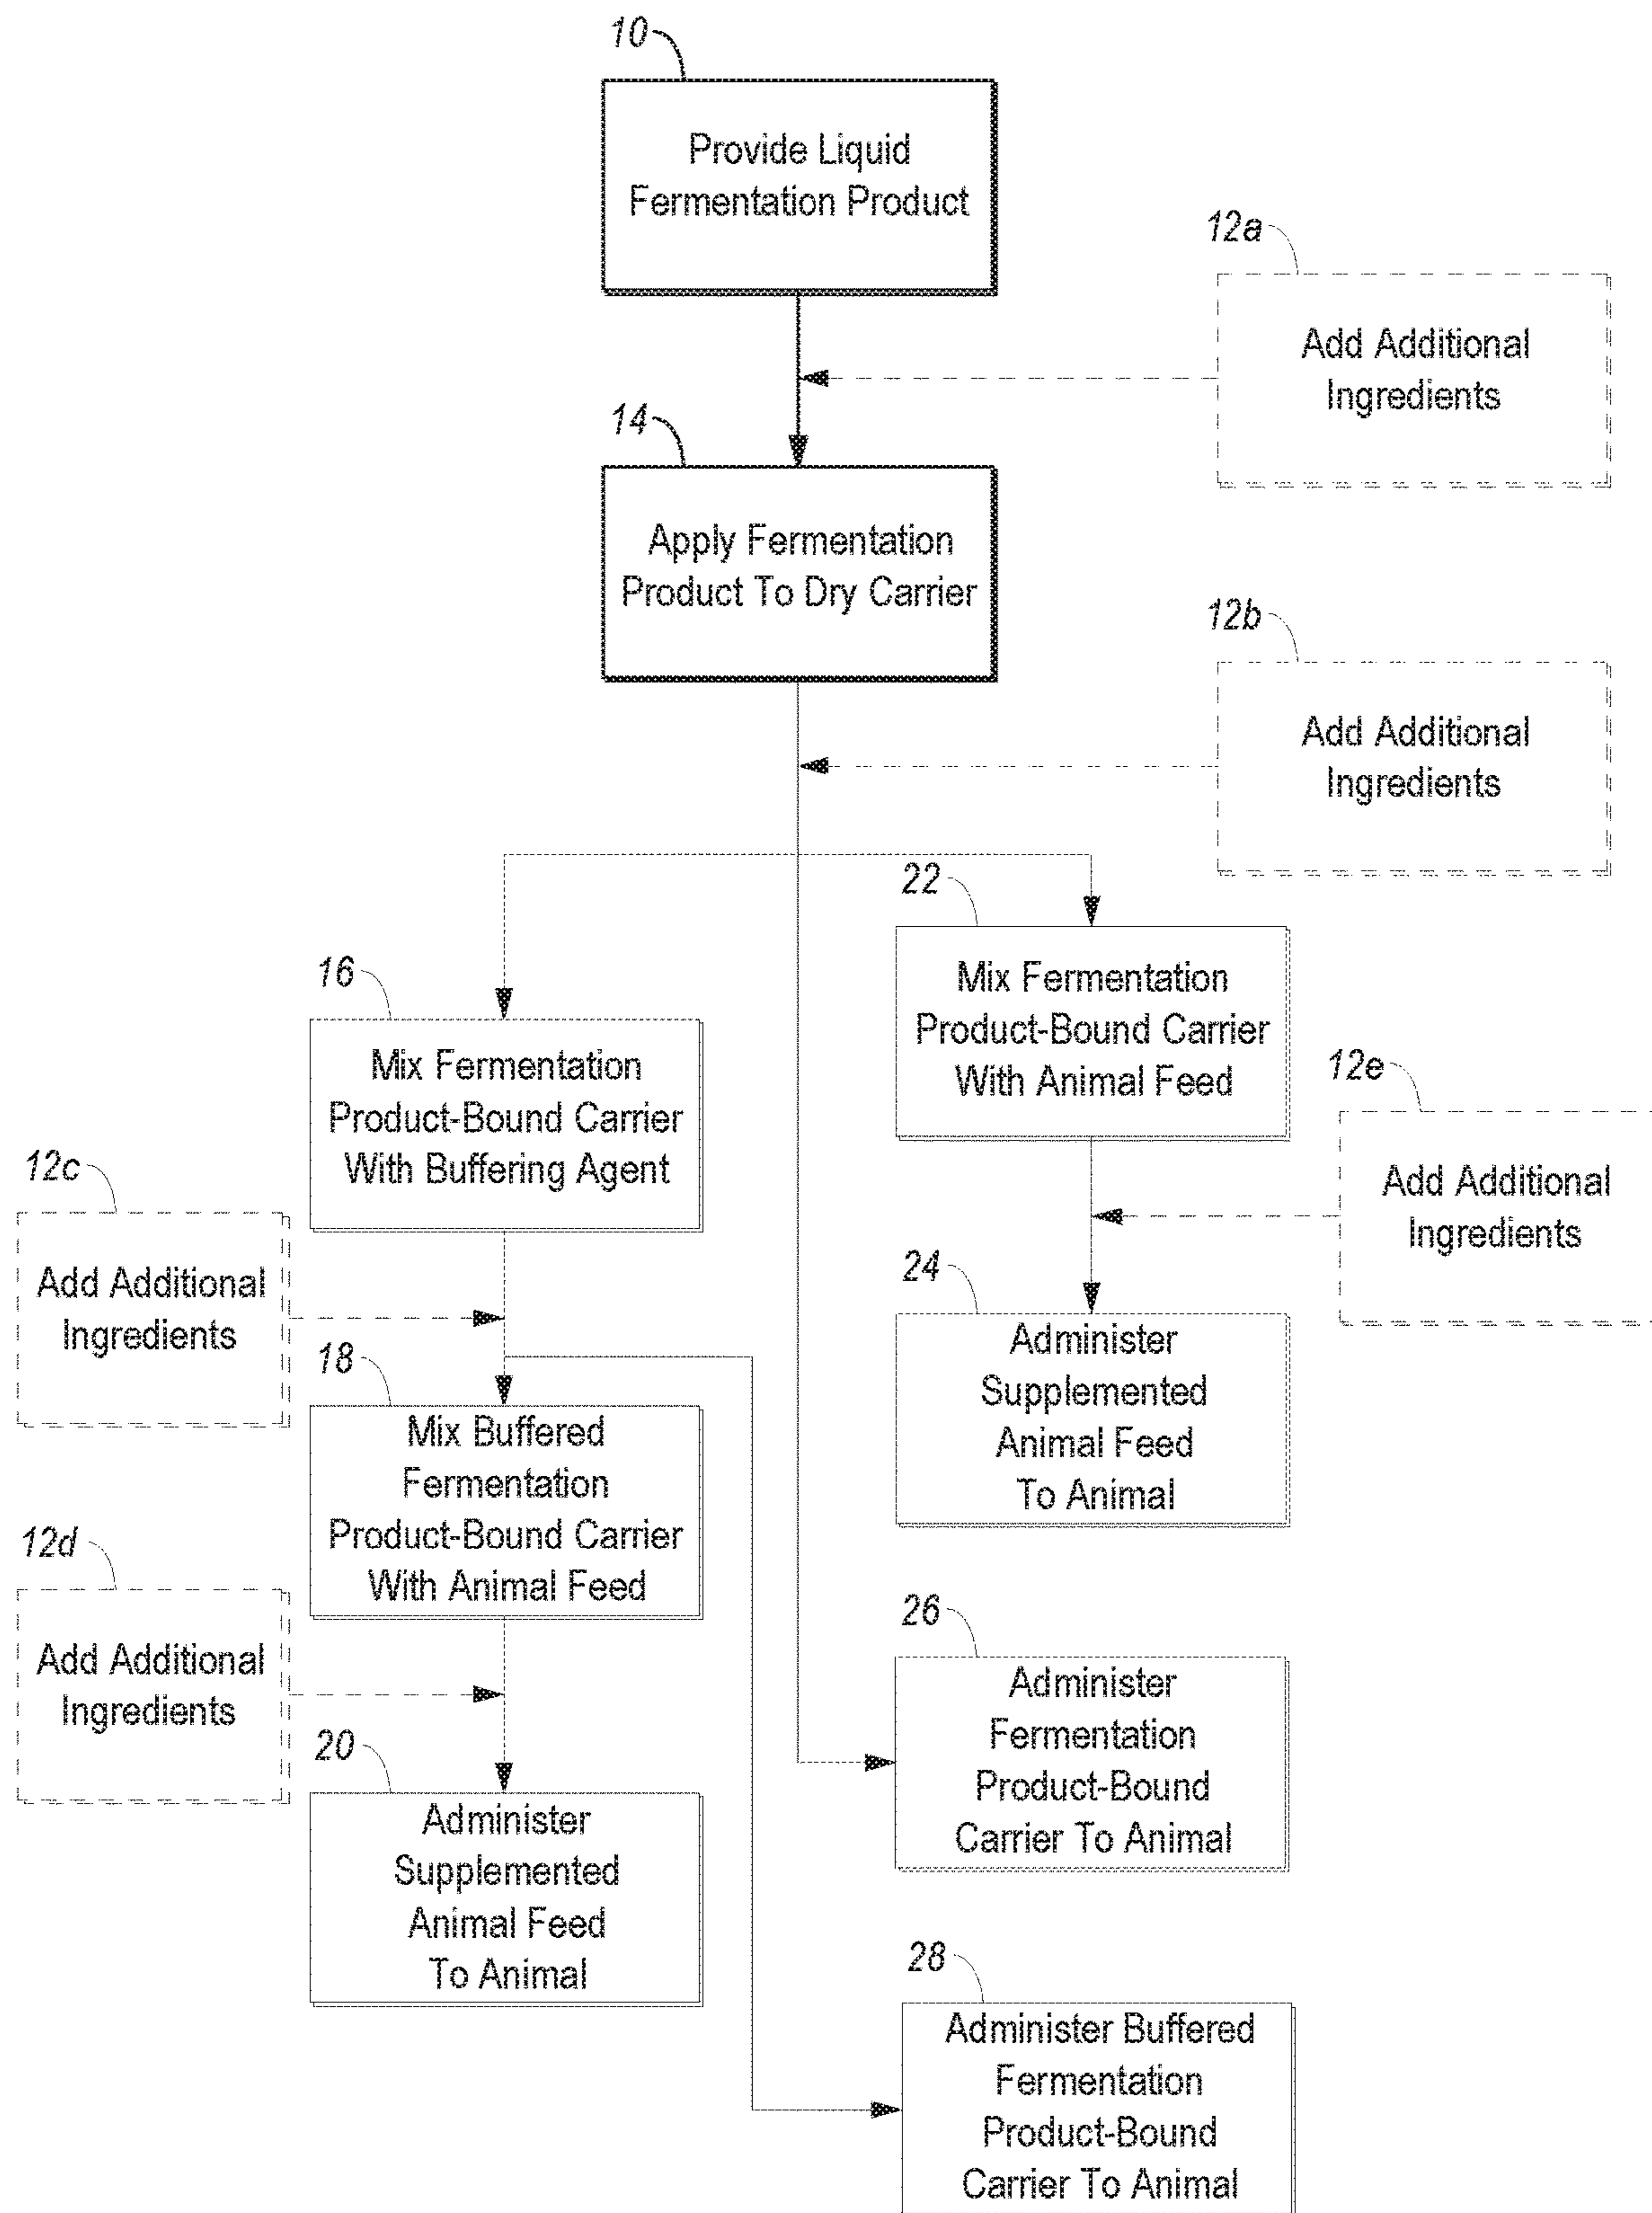 10
Provide Liquid
Fermentation Product
12a
Add Additional
Ingredients
14
Apply Fermentation
Product To Dry Carrier
12b
Add Additional
Ingredients
22
Mix Fermentation
Product-Bound Carrier
With Animal Feed
16
Mix Fermentation
Product-Bound Carrier
With Buffering Agent
12e
Add Additional
Ingredients
12c
Add Additional
Ingredients
24
Administer
Supplemented
Animal Feed
To Animal
18
Mix Buffered
Fermentation
Product-Bound Carrier
With Animal Feed
12d
Add Additional
Ingredients
26
Administer
Fermentation
Product-Bound
Carrier To Animal
20
Administer
Supplemented
Animal Feed
To Animal
28
Administer Buffered
Fermentation
Product-Bound
Carrier To Animal